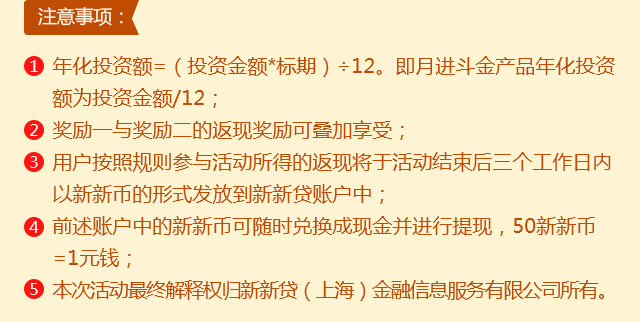 注意事项：
1 年化投资额=（投资金额*标期）÷12。即月进斗金产品年化投资
额为投资金额/12；
2 奖励一与奖励二的返现奖励可叠加享受；
3 用户按照规则参与活动所得的返现将于活动结束后三个工作日内
以新新币的形式发放到新新贷账户中；
4 前述账户中的新新币可随时兑换成现金并进行提现，50新新币
=1元钱；
5 本次活动最终解释权归新新贷（上海）金融信息服务有限公司所有。